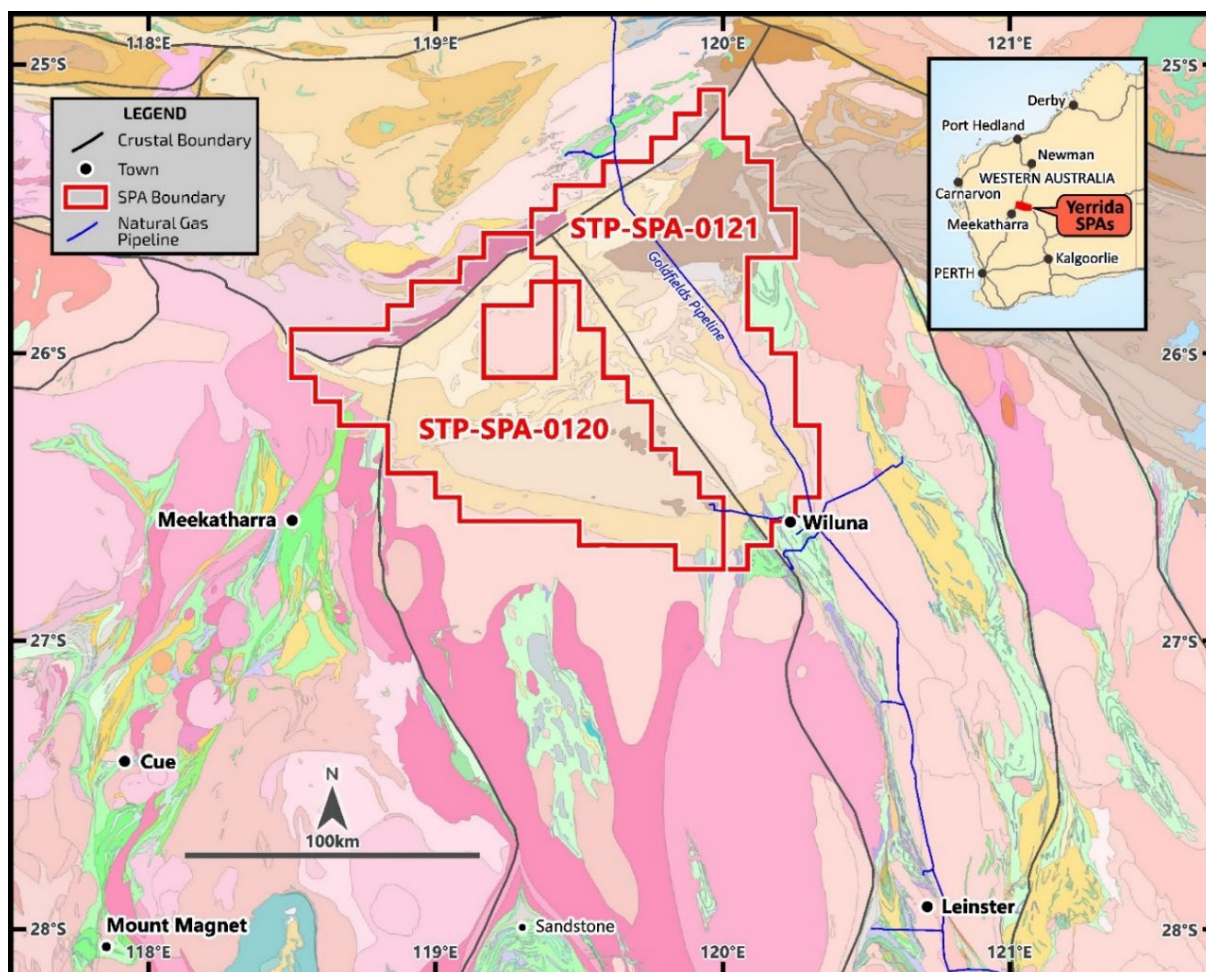 118°E
119°E
120°E
121°E
25°S
25°S
LEGEND
Crustal Boundary
Town
SPA Boundary
Natural Gas
Pipeline
Derby
Port Hedland
Newman
WESTERN AUSTRALIA
Carnarvon
Yerrida
SPAs
Meekatharra
Kalgoorlie
PERTH
STP-SPA-0121
Goldfields Pipeline
26°S
26°S
STP-SPA-0120
Meekatharra
Wiluna
27°S
27°S
Cue
N
100km
Leinster
Mount Magnet
Sandstone
28°S
28°S
118°E
119°E
120°E
121°E